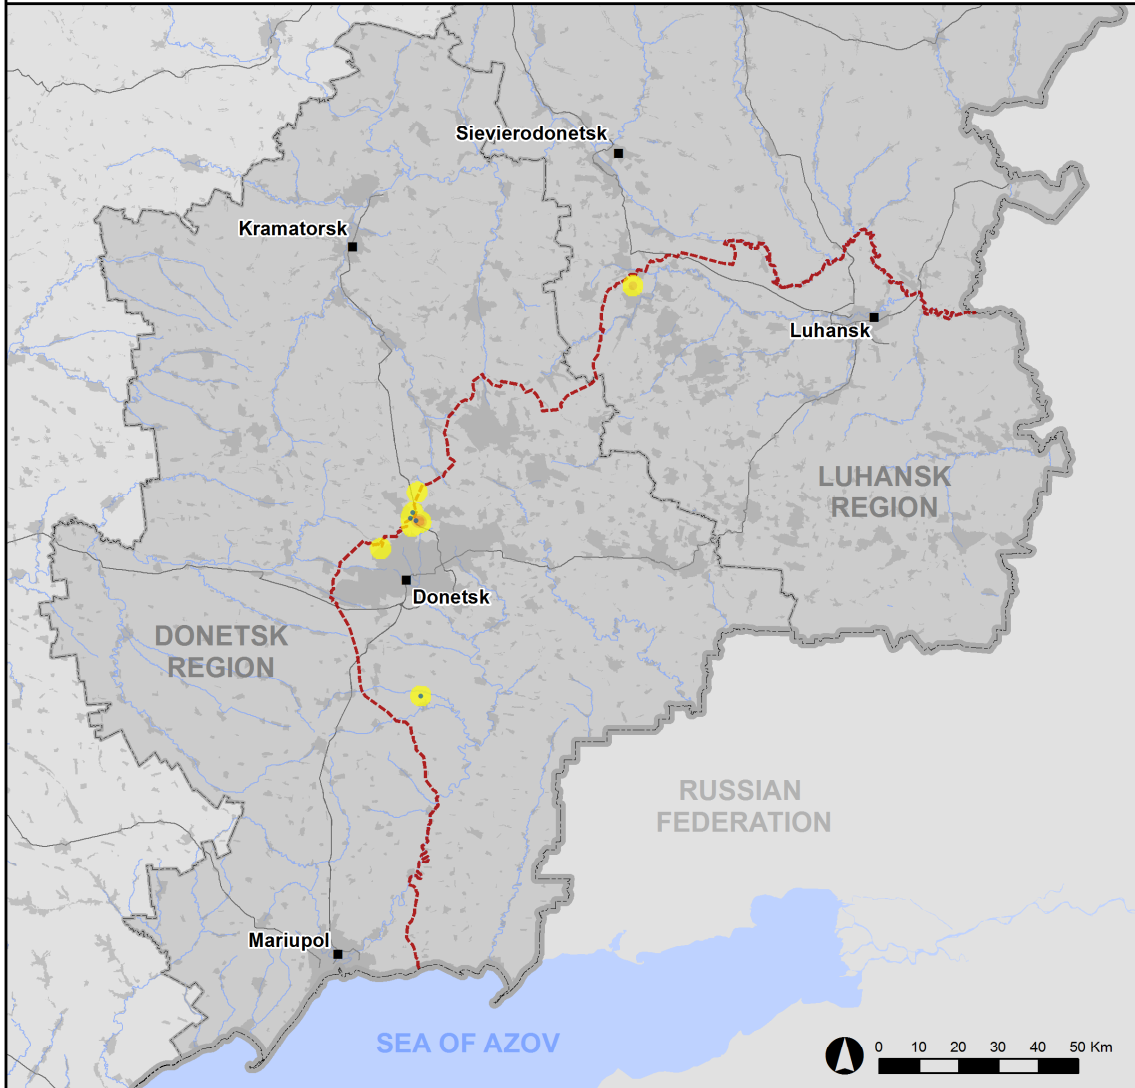 Sievierodonetsk
Kramatorsk
Luhansk
LUHANSK
REGION
Donetsk
DONETSK
REGION
RUSSIAN
FEDERATION
Mariupol
SEA OF AZOV
0 10 20 30 40 50 Km